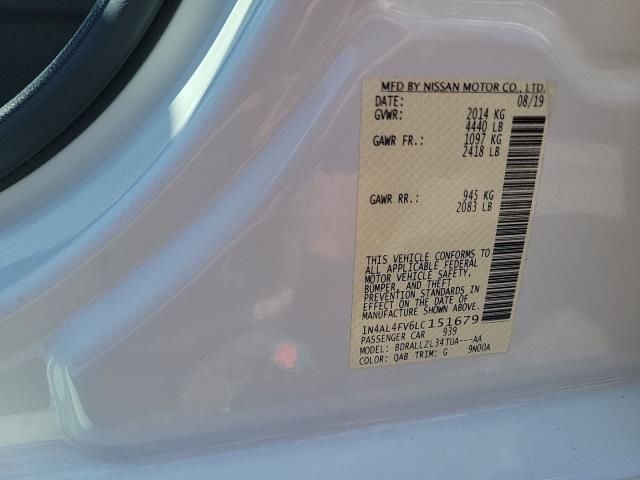 MFD BY NISSAN MOTOR CO., LTD.
DATE: 08/19
GVWR: 2014 KG
4440 LB
GAWR FR.: 1097 KG
2418 LB
GAWR RR.: 945 KG
2083 LB
THIS VEHICLE CONFORMS TO
ALL APPLICABLE FEDERAL
MOTOR VEHICLE SAFETY,
BUMPER, AND THEFT
PREVENTION STANDARDS IN
EFFECT ON THE DATE OF
MANUFACTURE SHOWN ABOVE.
1N4AL4FV6LC151679
PASSENGER CAR 939
MODEL: BDRALLZL34TUA---AA
COLOR: QAB TRIM: G 9N00A